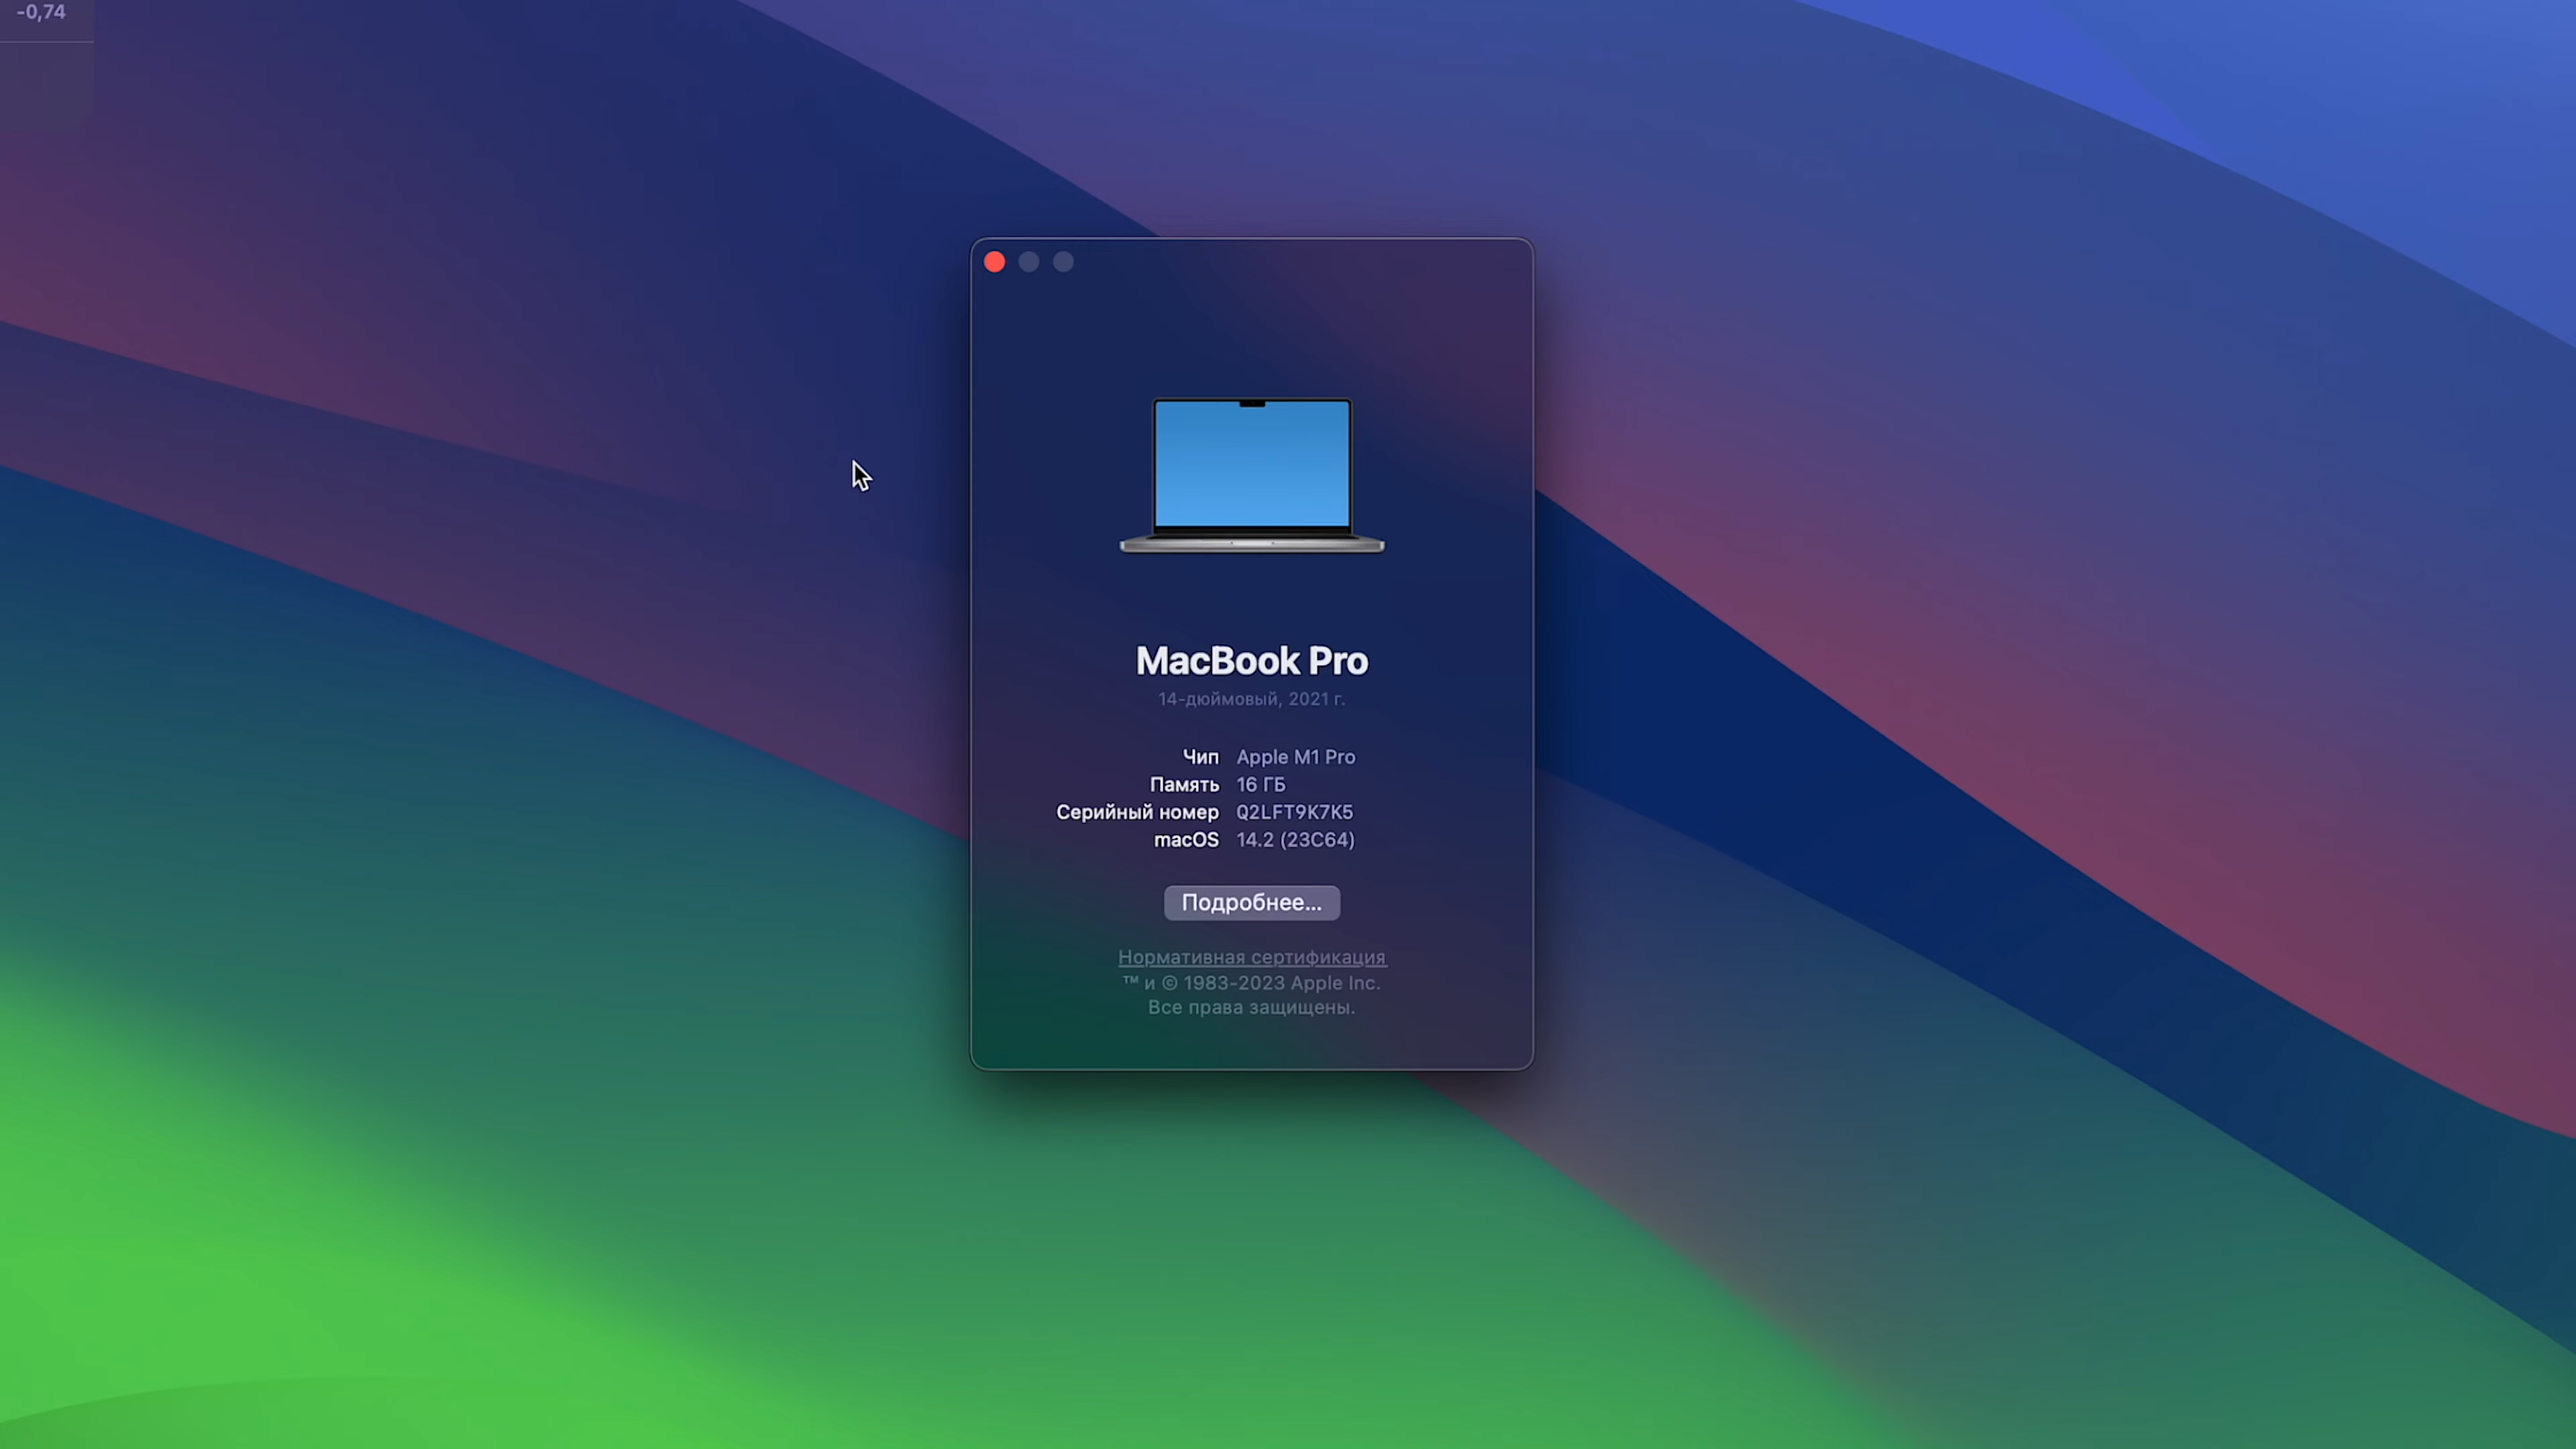 -0,74
MacBook Pro
14-дюймовый, 2021 г.
Чип Apple M1 Pro
Память 16 ГБ
Серийный номер Q2LFT9K7K5
macOS 14.2 (23C64)
Подробнее...
Нормативная сертификация
™ и © 1983-2023 Apple Inc.
Все права защищены.